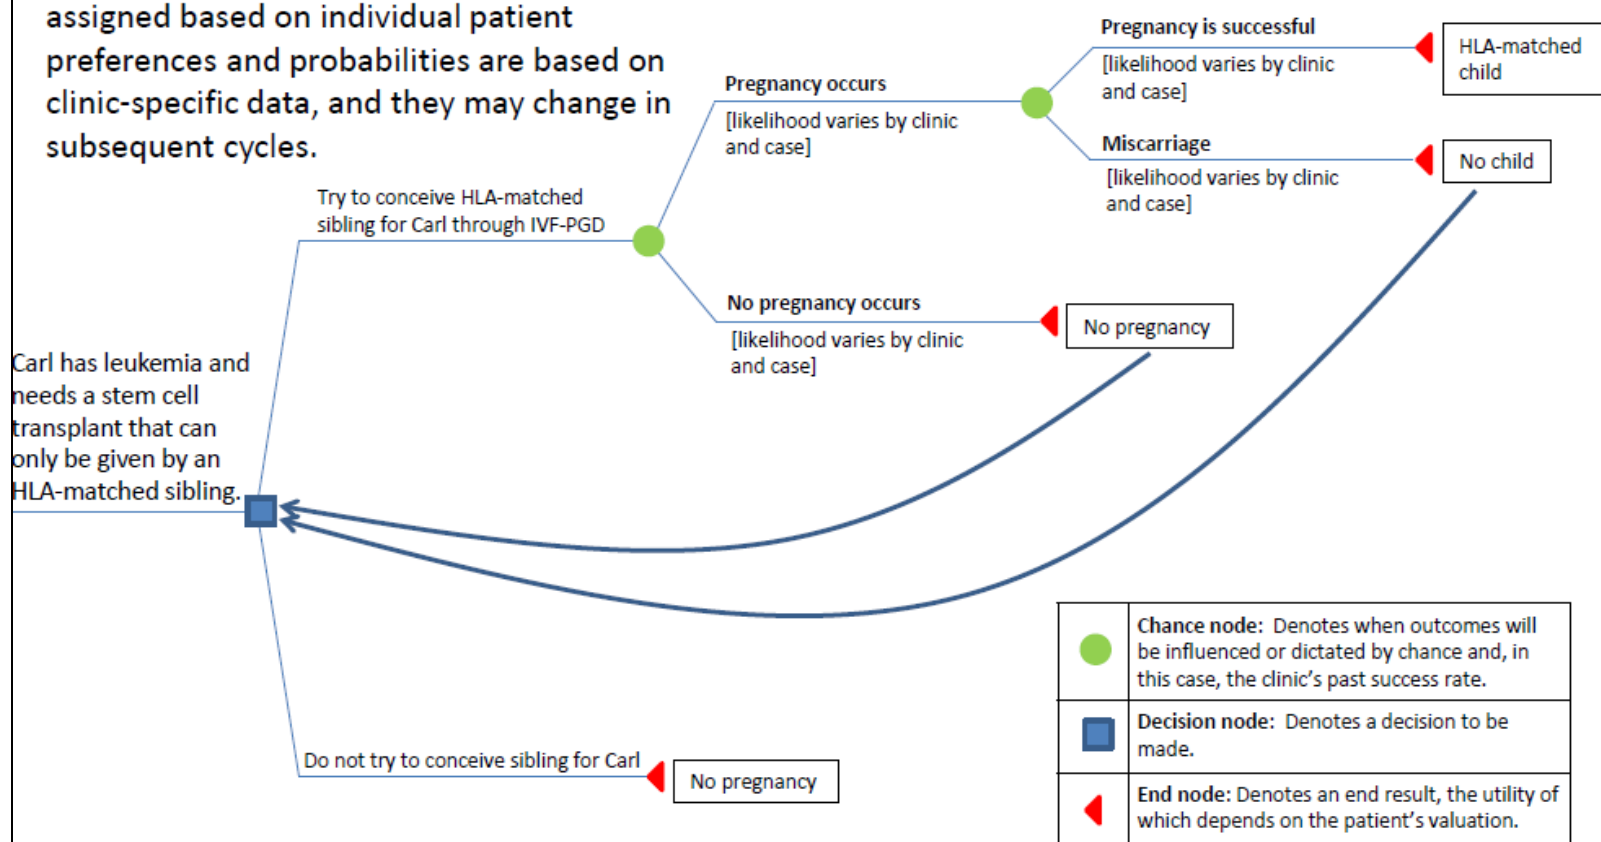 assigned based on individual patient
preferences and probabilities are based on
clinic-specific data, and they may change in
subsequent cycles.
Pregnancy is successful
[likelihood varies by clinic
and case]
HLA-matched
child
Pregnancy occurs
[likelihood varies by clinic
and case]
Miscarriage
[likelihood varies by clinic
and case]
No child
Try to conceive HLA-matched
sibling for Carl through IVF-PGD
No pregnancy occurs
[likelihood varies by clinic
and case]
No pregnancy
Carl has leukemia and
needs a stem cell
transplant that can
only be given by an
HLA-matched sibling.
Do not try to conceive sibling for Carl
No pregnancy
Chance node: Denotes when outcomes will
be influenced or dictated by chance and, in
this case, the clinic's past success rate.
Decision node: Denotes a decision to be
made.
End node: Denotes an end result, the utility of
which depends on the patient's valuation.